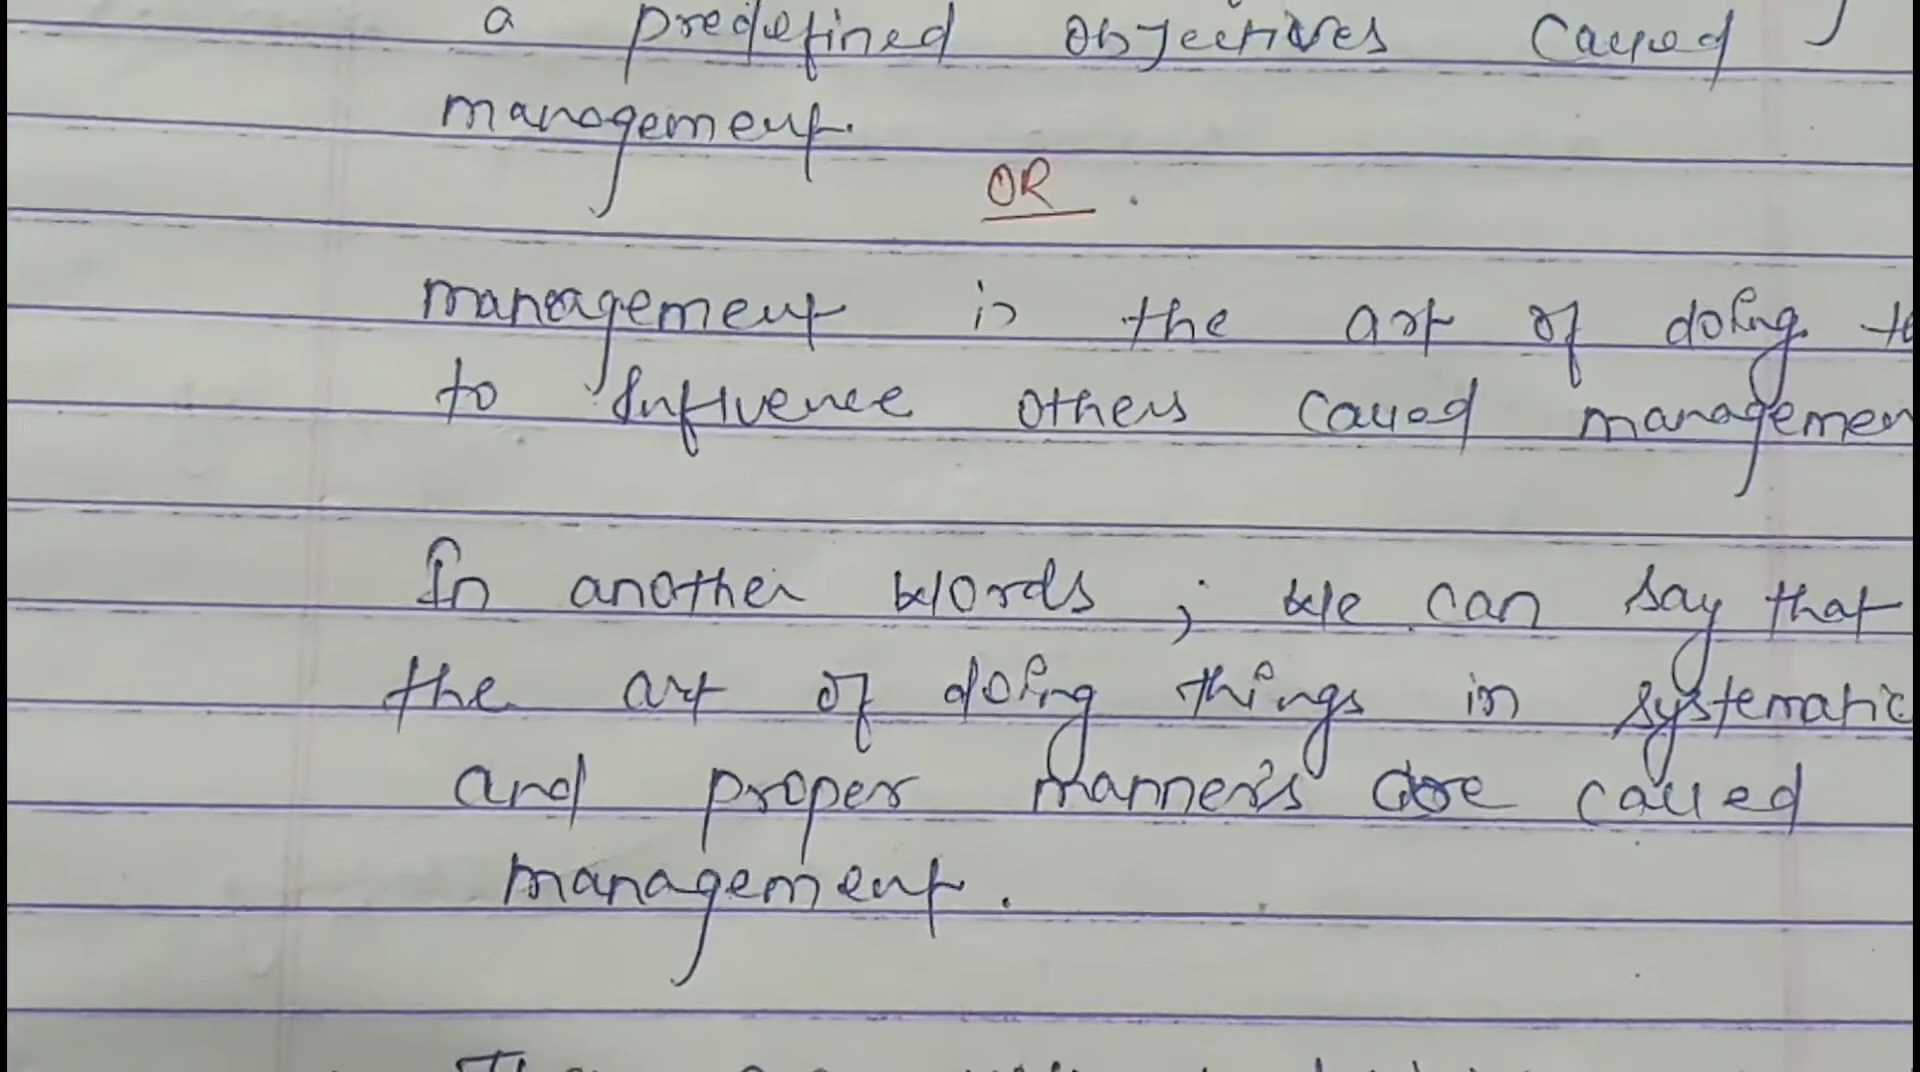 a predefined objectives called
management.
OR.
management is the art of doing
to influence others called
In another words ; we can say that
the art of doing things in systematic
and proper manner's are called
management.